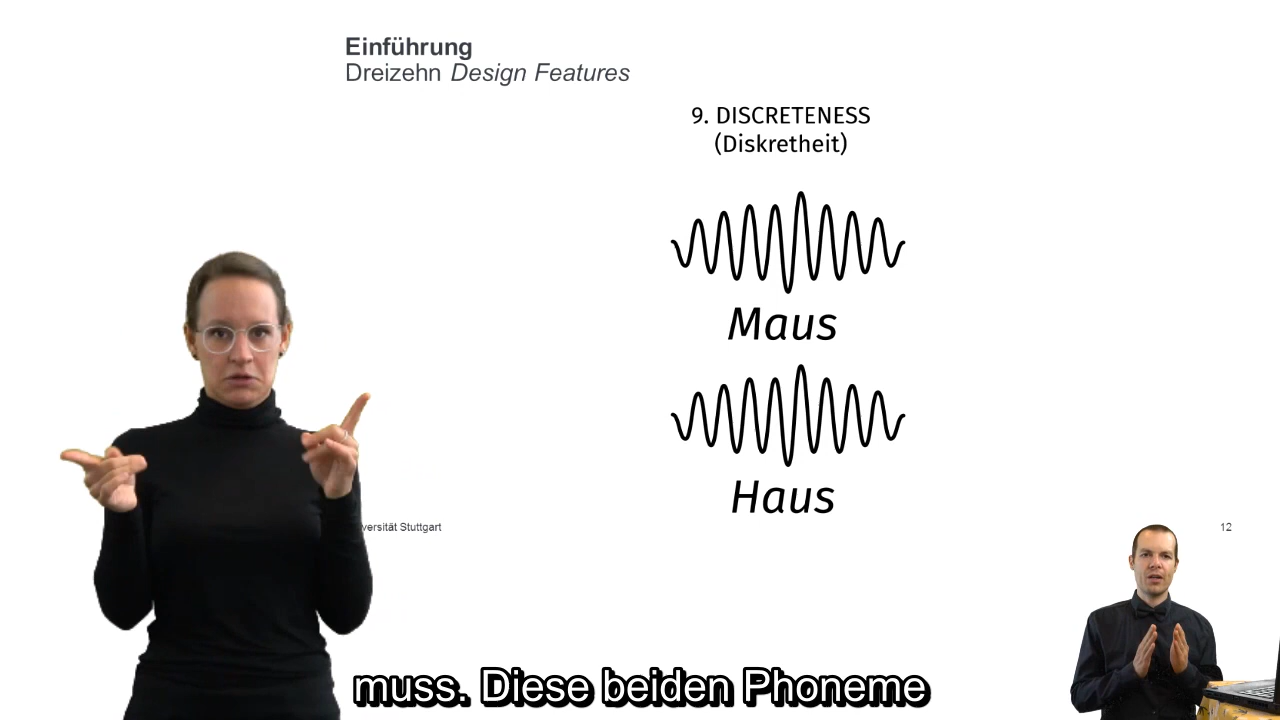 Einführung
Dreizehn Design Features
9. DISCRETENESS
(Diskretheit)
Maus
Haus
versität Stuttgart
12
muss. Diese beiden Phoneme